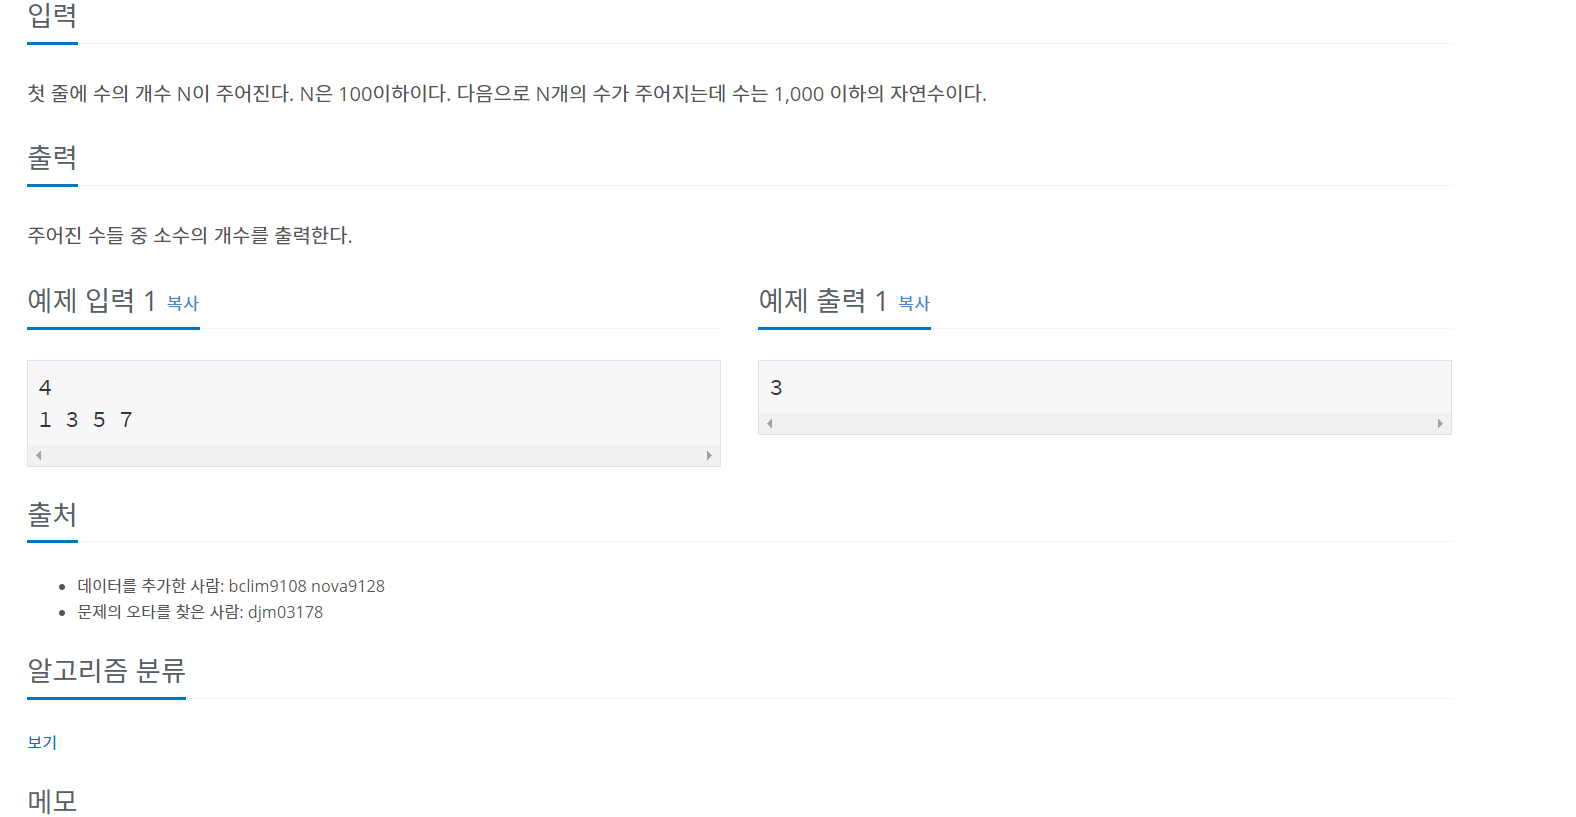 입력
첫 줄에 수의 개수 N이 주어진다. N은 100이하이다. 다음으로 N개의 수가 주어지는데 수는 1,000 이하의 자연수이다.
출력
주어진 수들 중 소수의 개수를 출력한다.
예제 입력 1 복사
4
1 3 5 7
예제 출력 1 복사
3
출처
데이터를 추가한 사람: bclim9108 nova9128
문제의 오타를 찾은 사람: djm03178
알고리즘 분류
보기
메모